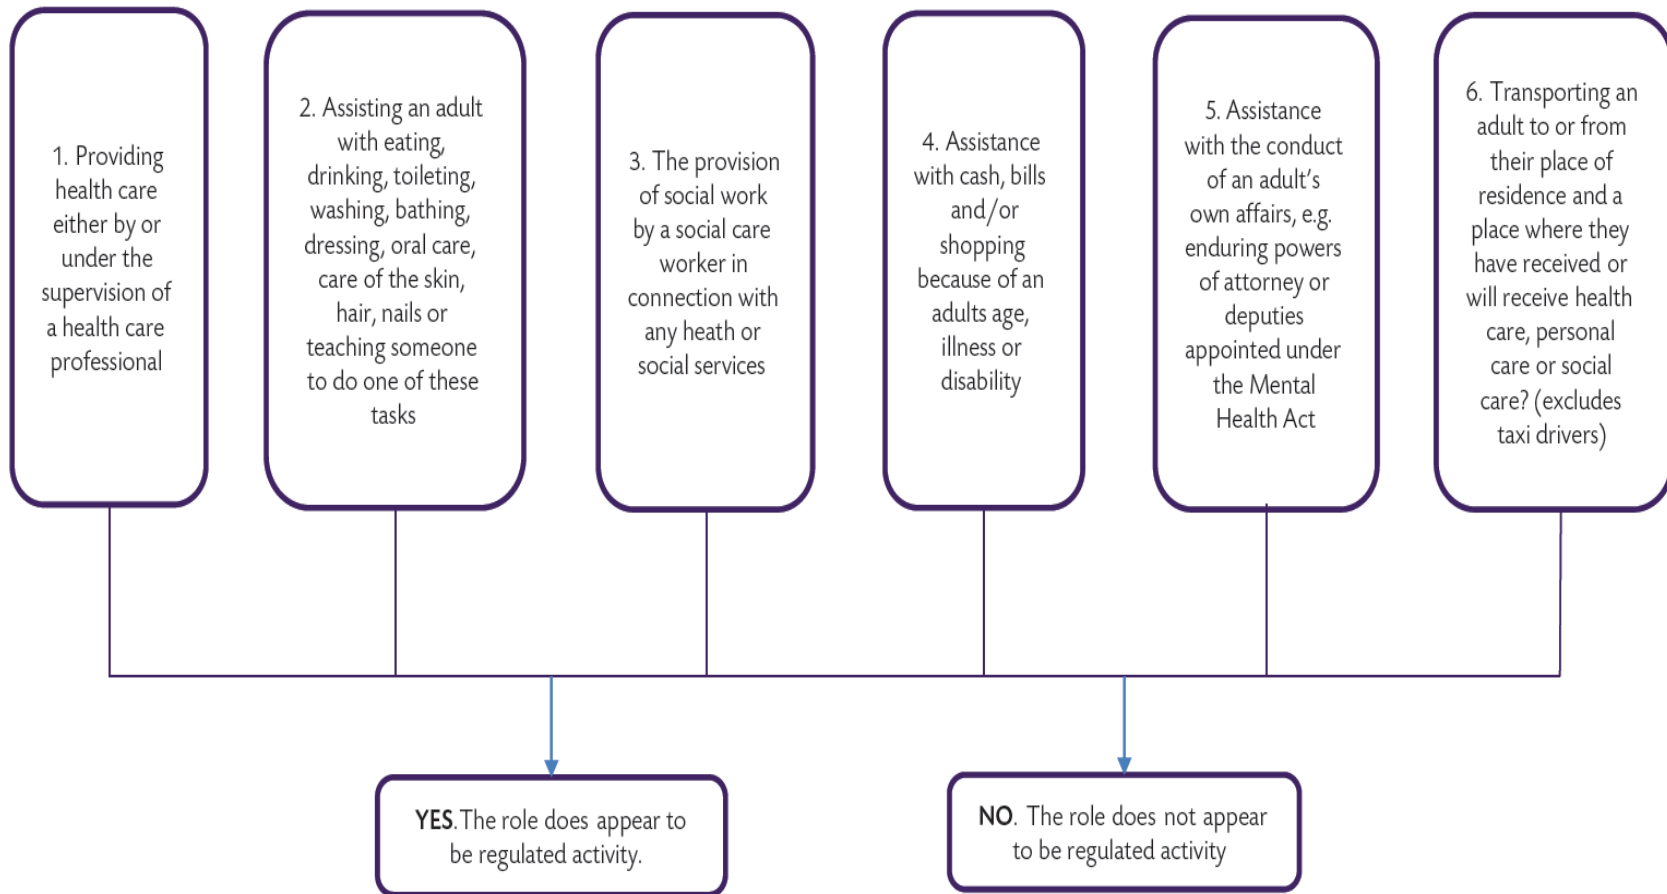 1. Providing
health care
either by or
under the
supervision of
a health care
professional
2. Assisting an adult
with eating,
drinking, toileting,
washing, bathing,
dressing, oral care,
care of the skin,
hair, nails or
teaching someone
to do one of these
tasks
3. The provision
of social work
by a social care
worker in
connection with
any heath or
social services
4. Assistance
with cash, bills
and/or
shopping
because of an
adults age,
illness or
disability
5. Assistance
with the conduct
of an adult's
own affairs, e.g.
enduring powers
of attorney or
deputies
appointed under
the Mental
Health Act
6. Transporting an
adult to or from
their place of
residence and a
place where they
have received or
will receive health
care, personal
care or social
care? (excludes
taxi drivers)
YES. The role does appear to
be regulated activity.
NO. The role does not appear
to be regulated activity